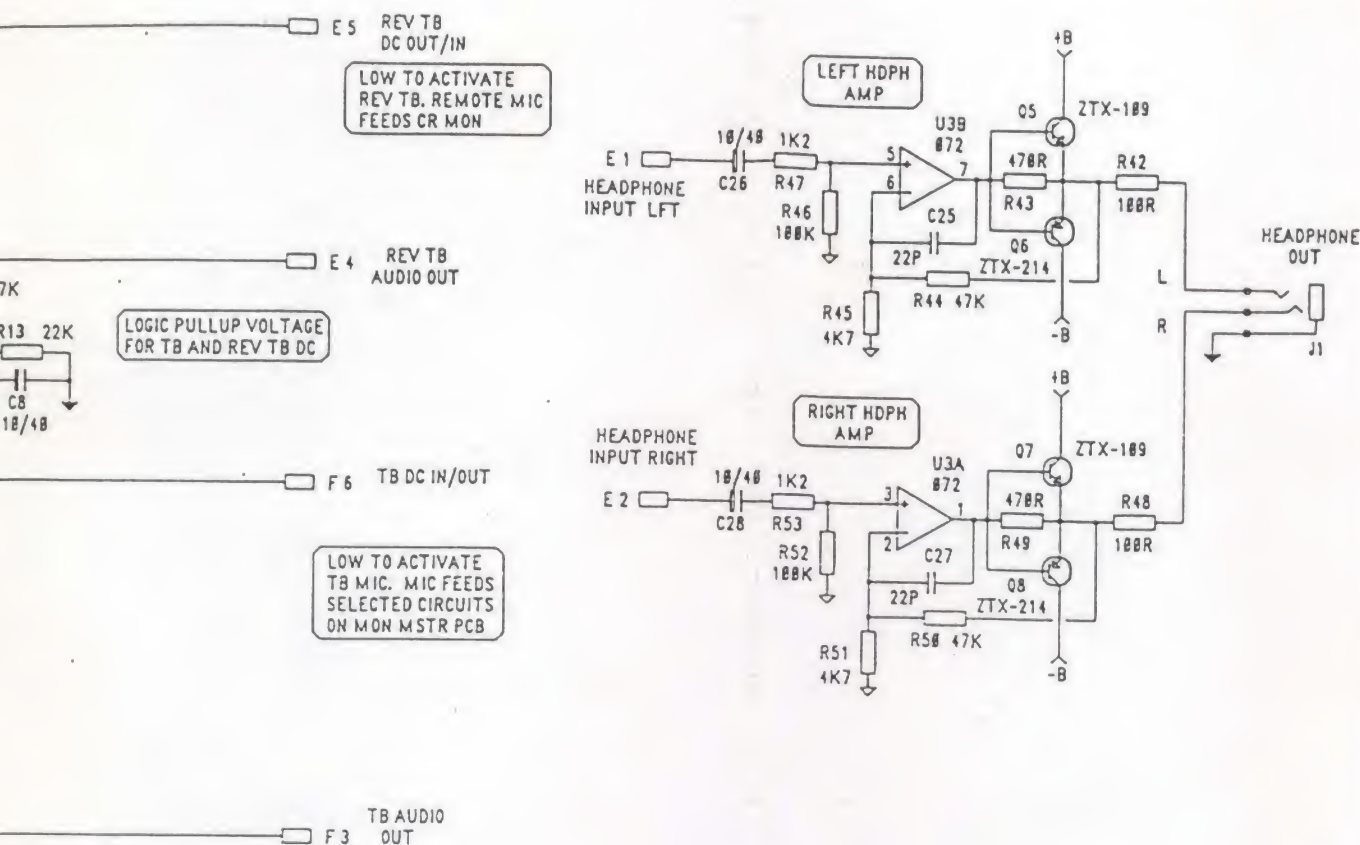 E5 REV TB
DC OUT/IN
LOW TO ACTIVATE
REV TB. REMOTE MIC
FEEDS CR MON
E4 REV TB
AUDIO OUT
7K
R13 22K
C8
10/40
LOGIC PULLUP VOLTAGE
FOR TB AND REV TB DC
F6 TB DC IN/OUT
LOW TO ACTIVATE
TB MIC. MIC FEEDS
SELECTED CIRCUITS
ON MON MSTR PCB
F3 TB AUDIO
OUT
LEFT HDPH
AMP
+B
Q5 ZTX-109
U3B
072
10/40 1K2
E1
C26 R47
HEADPHONE
INPUT LFT
R46
100K
5
6
7
470R
R43
R42
100R
C25
22P
Q6
ZTX-214
R44 47K
R45
4K7
-B
L
R
HEADPHONE
OUT
J1
RIGHT HDPH
AMP
+B
Q7 ZTX-109
HEADPHONE
INPUT RIGHT
U3A
072
10/40 1K2
E2
C28 R53
R52
100K
3
2
1
470R
R49
R48
100R
C27
22P
Q8
ZTX-214
R50 47K
R51
4K7
-B